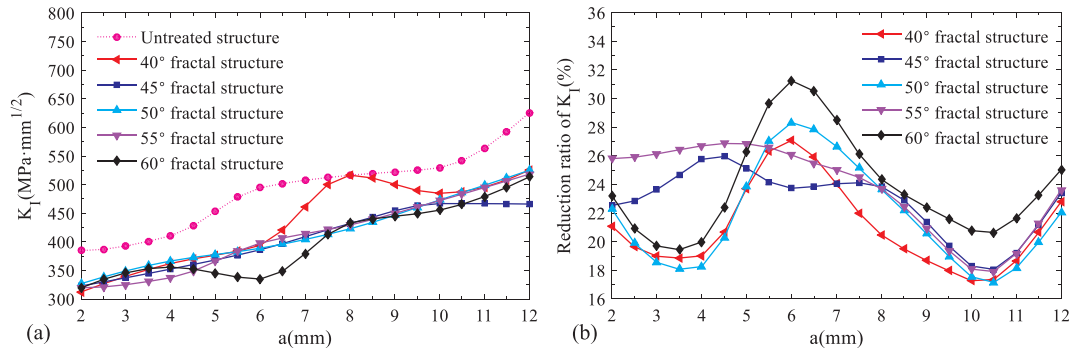 800
750
700
650
600
550
500
450
400
350
300
K_I(MPa·mm^1/2)
Untreated structure
40° fractal structure
45° fractal structure
50° fractal structure
55° fractal structure
60° fractal structure
2 3 4 5 6 7 8 9 10 11 12
(a)
a(mm)
36
34
32
30
28
26
24
22
20
18
16
Reduction ratio of K_I(%)
40° fractal structure
45° fractal structure
50° fractal structure
55° fractal structure
60° fractal structure
2 3 4 5 6 7 8 9 10 11 12
(b)
a(mm)